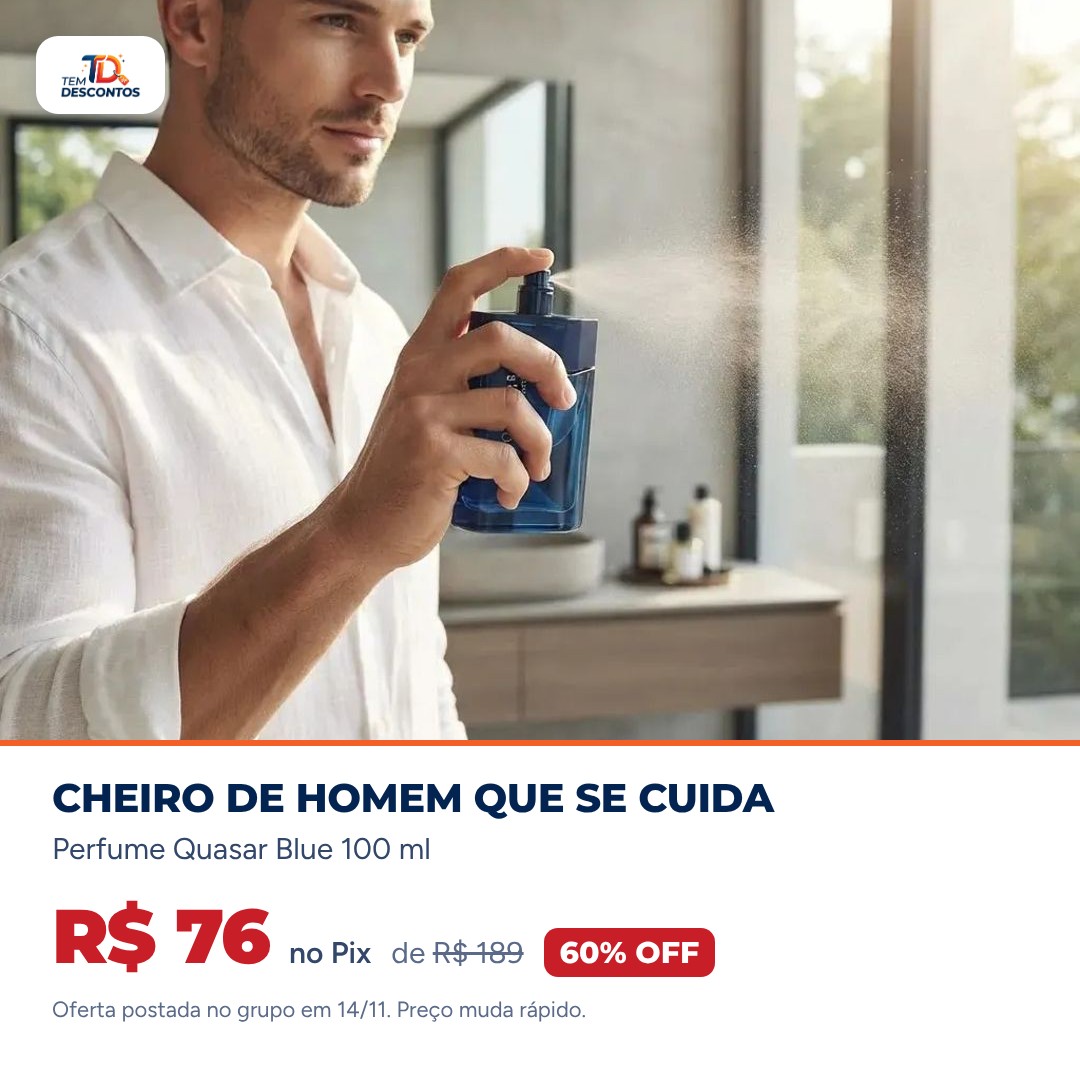 TEM TD
DESCONTOS
CHEIRO DE HOMEM QUE SE CUIDA
Perfume Quasar Blue 100 ml
R$ 76 no Pix de R$ 189 60% OFF
Oferta postada no grupo em 14/11. Preço muda rápido.